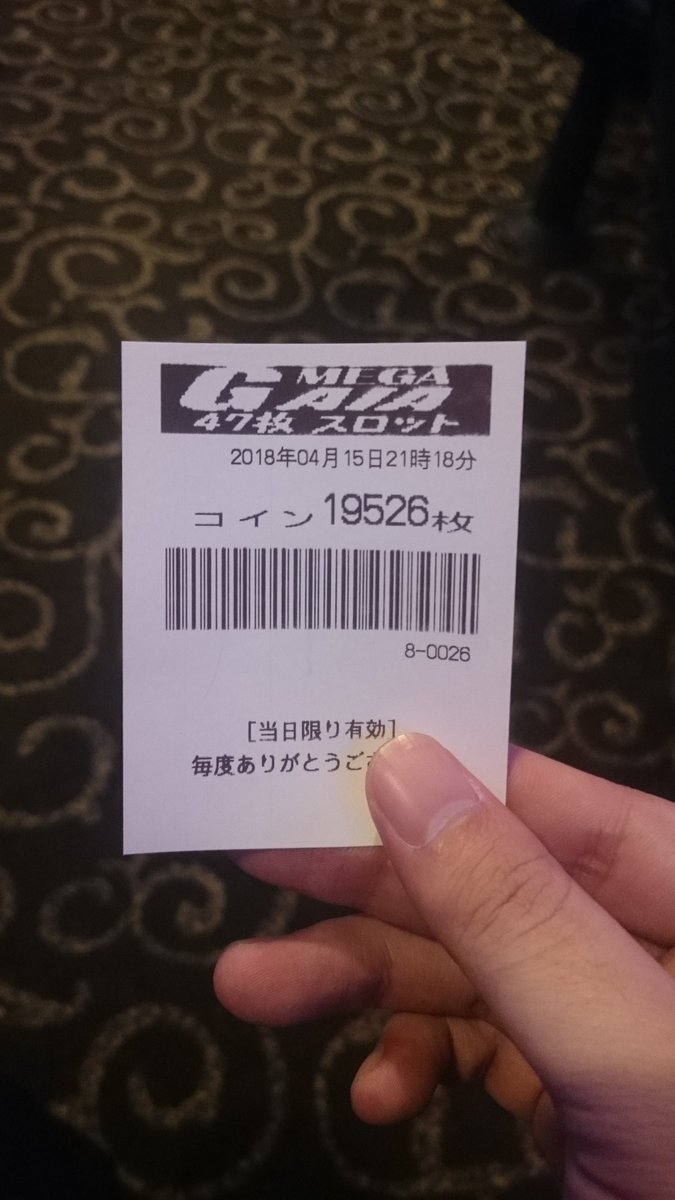 MEGA
GAIA
47枚 スロット
2018年04月15日21時18分
コイン19526枚
8-0026
[当日限り有効]
毎度ありがとうご